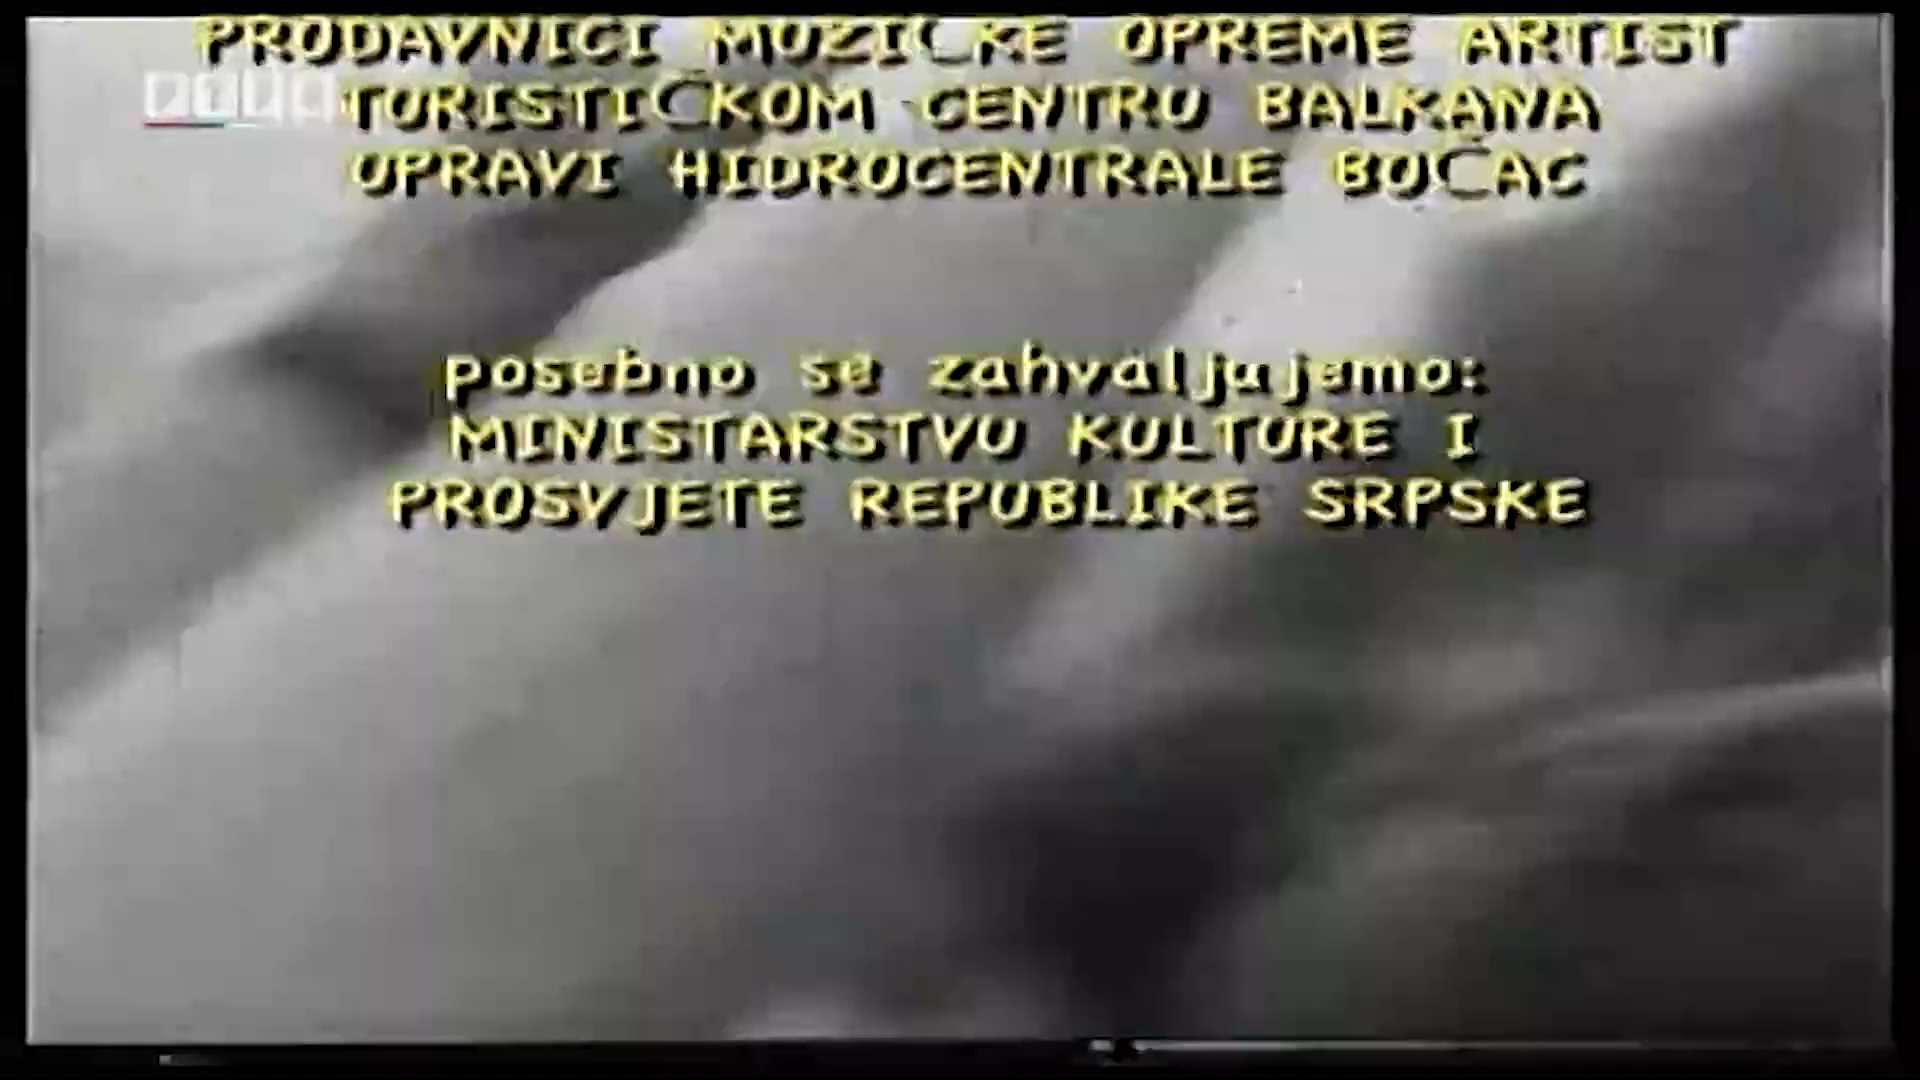 PRODAVNICI MUZIČKE OPREME ARTIST
TURISTIČKOM CENTRU BALKANA
UPRAVI HIDROCENTRALE BOČAC
posebno se zahvaljujemo:
MINISTARSTVU KULTURE I
PROSVJETE REPUBLIKE SRPSKE